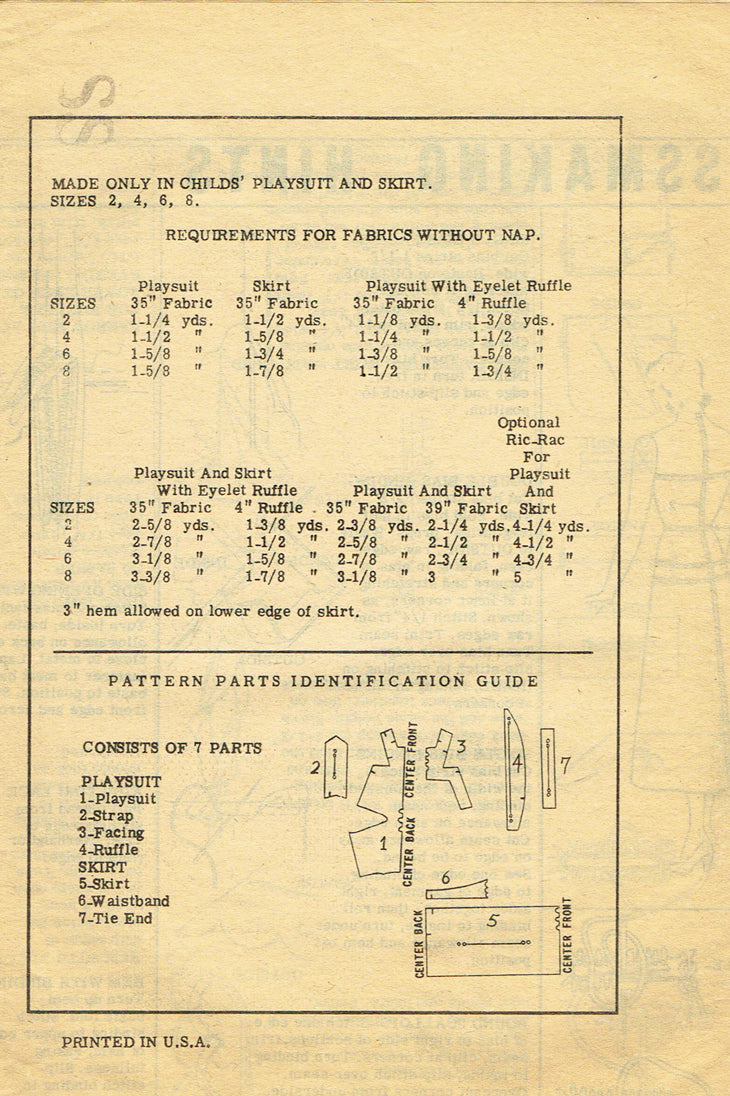 MADE ONLY IN CHILDS' PLAYSUIT AND SKIRT.
SIZES 2, 4, 6, 8.
REQUIREMENTS FOR FABRICS WITHOUT NAP.
Playsuit Skirt Playsuit With Eyelet Ruffle
SIZES 35" Fabric 35" Fabric 35" Fabric 4" Ruffle
2 1-1/4 yds. 1-1/2 yds. 1-1/8 yds. 1-3/8 yds.
4 1-1/2 " 1-5/8 " 1-1/4 " 1-1/2 "
6 1-5/8 " 1-3/4 " 1-3/8 " 1-5/8 "
8 1-5/8 " 1-7/8 " 1-1/2 " 1-3/4 "
Optional
Ric-Rac
For
Playsuit And Skirt Playsuit
With Eyelet Ruffle Playsuit And Skirt And
SIZES 35" Fabric 4" Ruffle 35" Fabric 39" Fabric Skirt
2 2-5/8 yds. 1-3/8 yds. 2-3/8 yds. 2-1/4 yds. 4-1/4 yds.
4 2-7/8 " 1-1/2 " 2-5/8 " 2-1/2 " 4-1/2 "
6 3-1/8 " 1-5/8 " 2-7/8 " 2-3/4 " 4-3/4 "
8 3-3/8 " 1-7/8 " 3-1/8 " 3 " 5 "
3" hem allowed on lower edge of skirt.
PATTERN PARTS IDENTIFICATION GUIDE
CONSISTS OF 7 PARTS
PLAYSUIT
1-Playsuit
2-Strap
3-Facing
4-Ruffle
SKIRT
5-Skirt
6-Waistband
7-Tie End
2
CENTER FRONT
3
4
7
1
CENTER BACK
6
5
CENTER BACK
CENTER FRONT
PRINTED IN U.S.A.